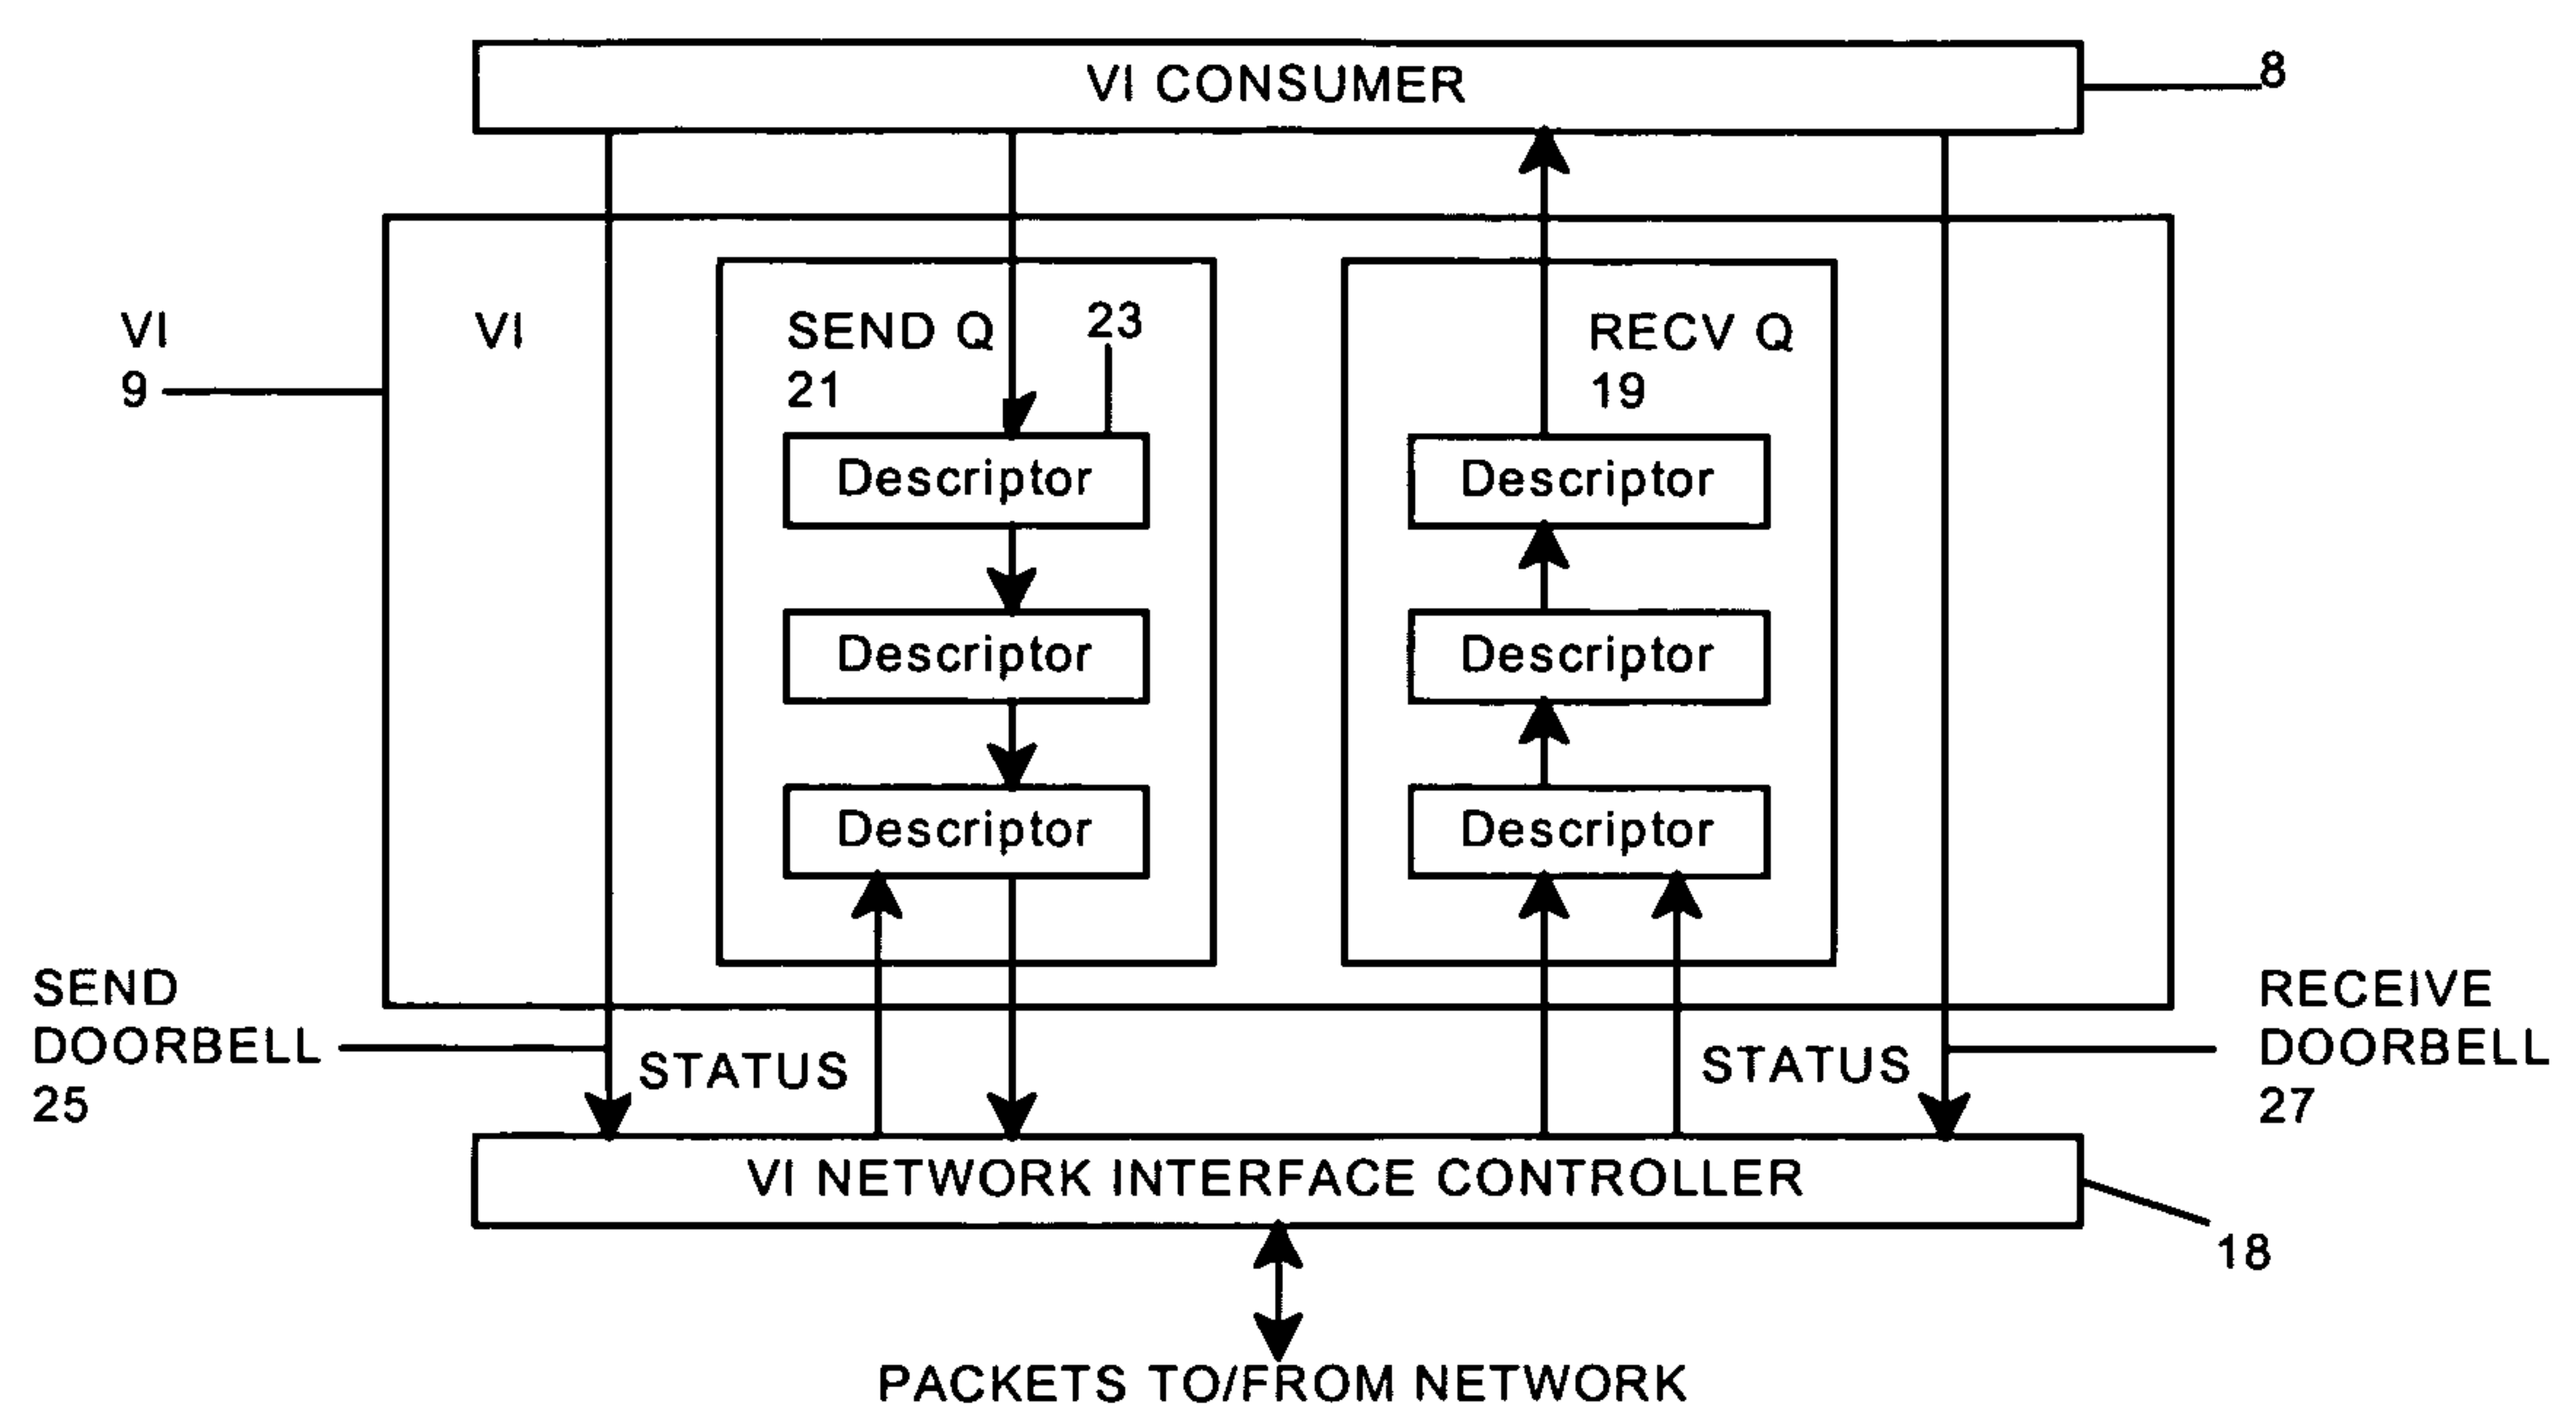 VI CONSUMER
8
VI
9
VI
SEND Q
21
23
RECV Q
19
Descriptor
Descriptor
Descriptor
Descriptor
Descriptor
Descriptor
SEND
DOORBELL
25
STATUS
STATUS
RECEIVE
DOORBELL
27
VI NETWORK INTERFACE CONTROLLER
18
PACKETS TO/FROM NETWORK